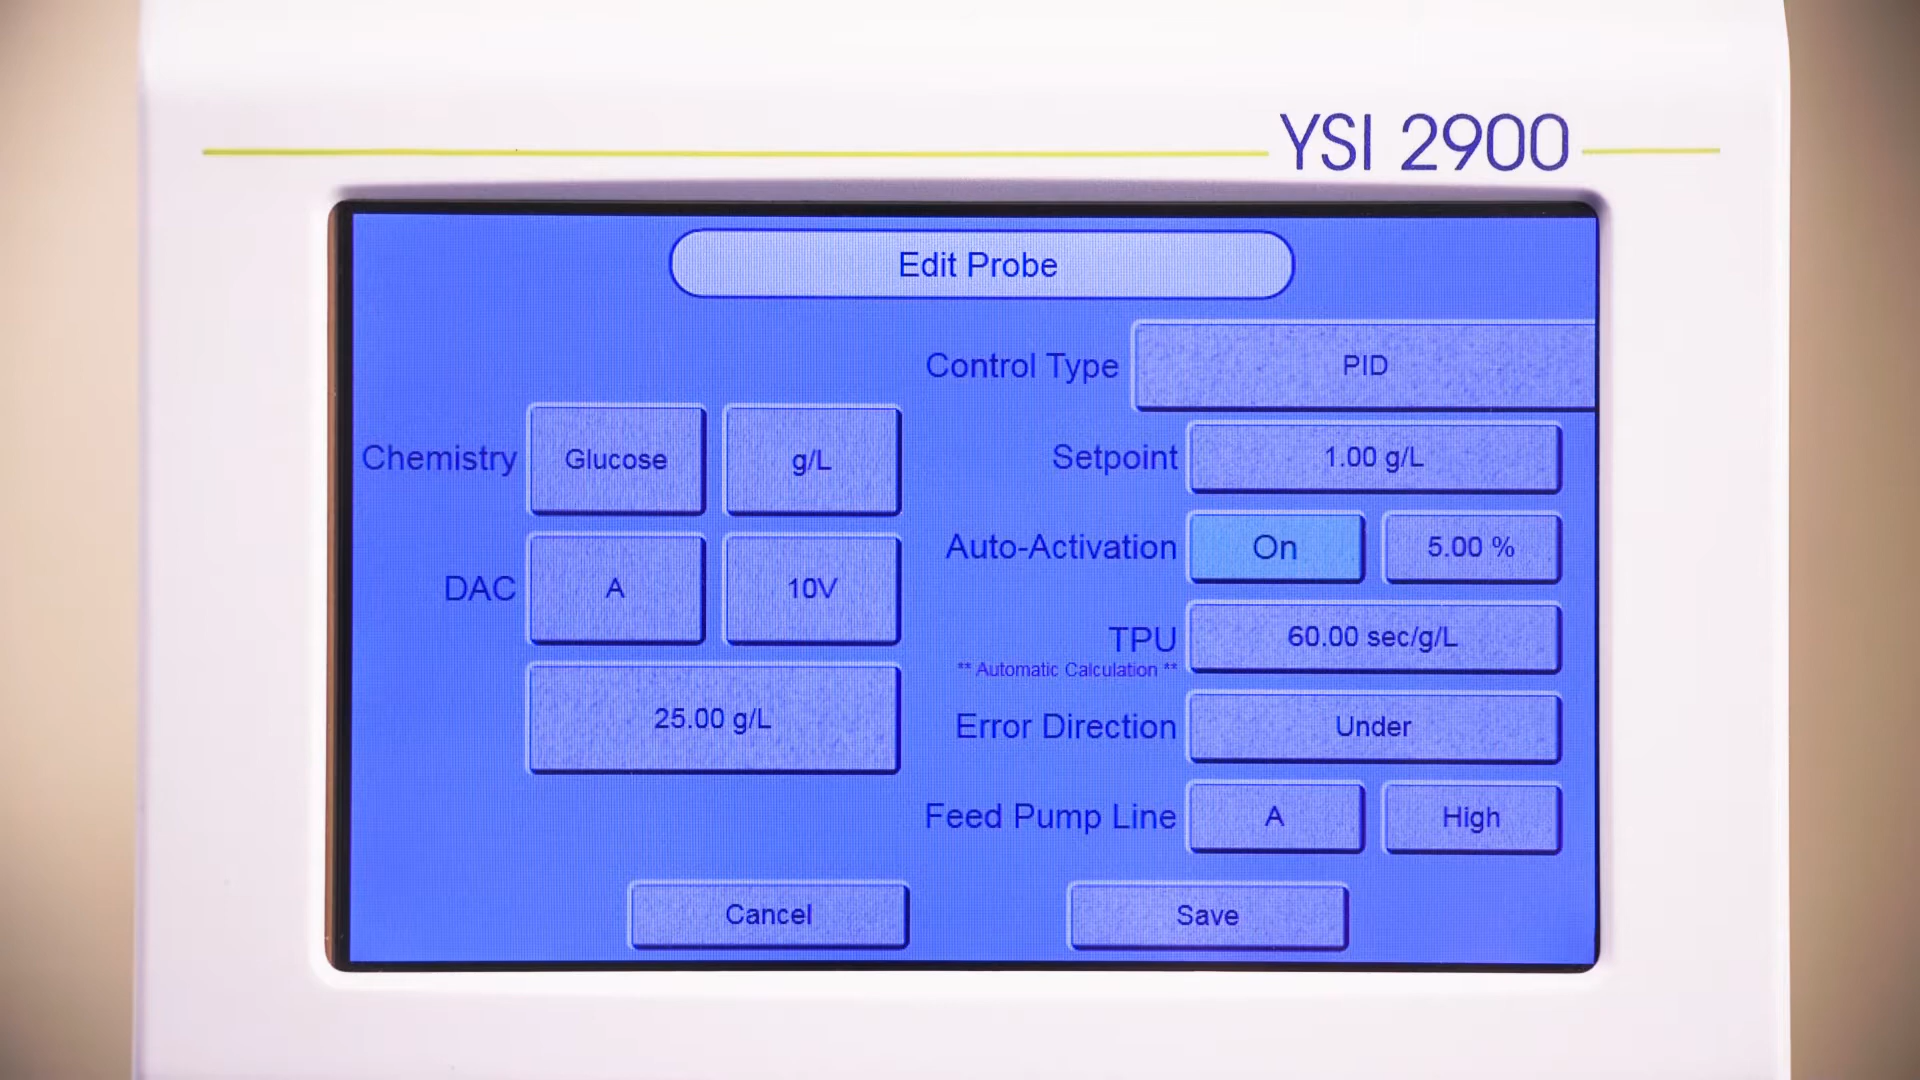 YSI 2900
Edit Probe
Control Type PID
Chemistry Glucose g/L
Setpoint 1.00 g/L
Auto-Activation On 5.00 %
DAC A 10V
TPU 60.00 sec/g/L
** Automatic Calculation **
25.00 g/L
Error Direction Under
Feed Pump Line A High
Cancel Save